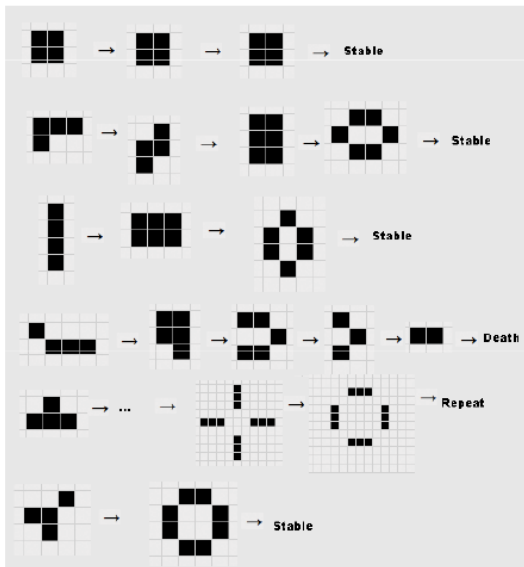 → → → Stable
→ → → → Stable
→ → → Stable
→ → → → → Death
→ ... → → → Repeat
→ → Stable